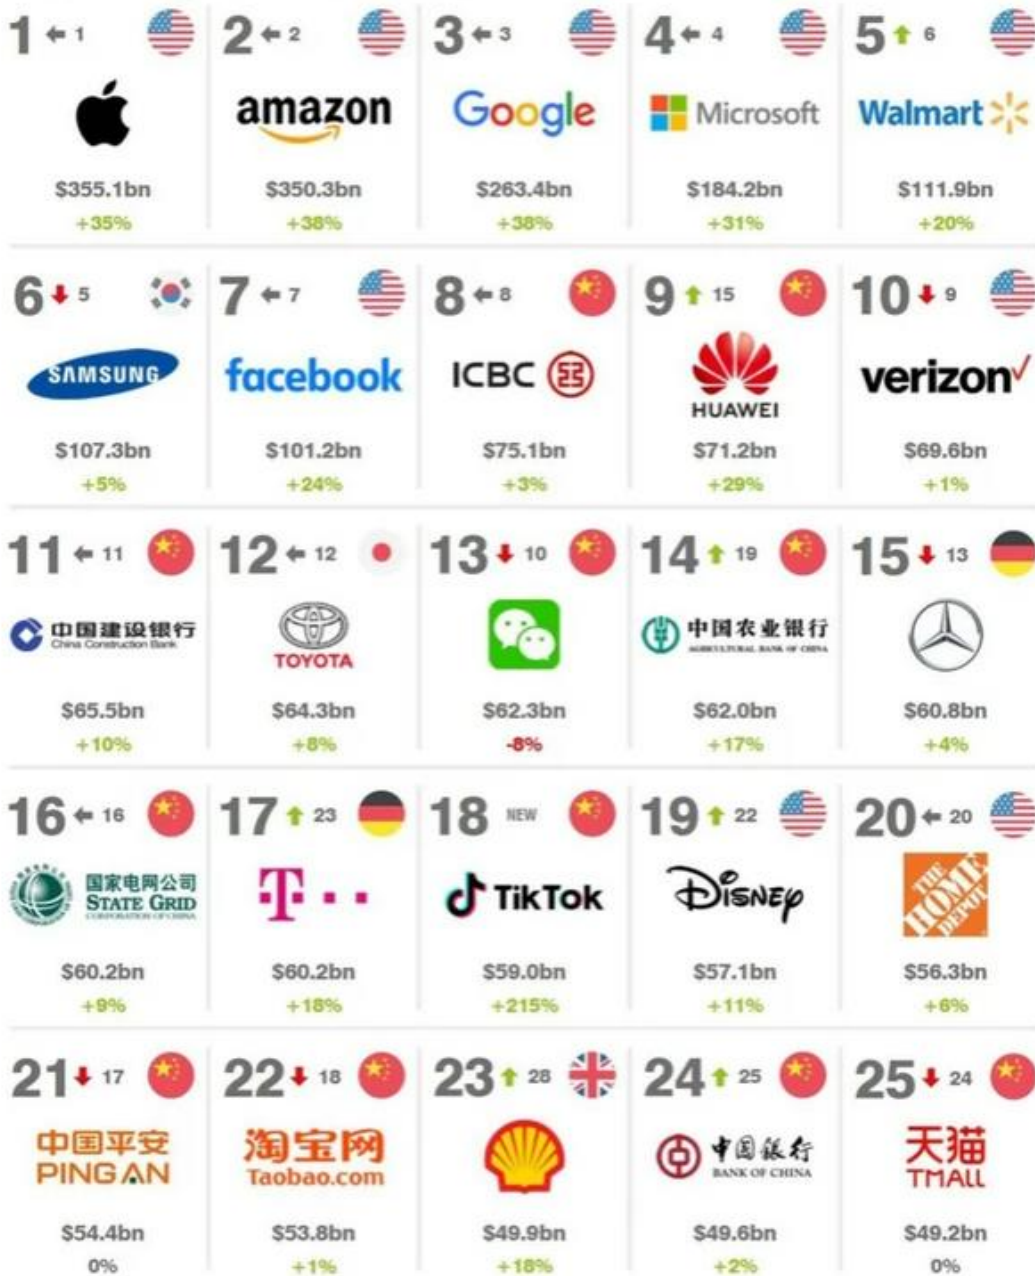 1 1
2 2
3 3
4 4
5 6
amazon
Google
Microsoft
Walmart
$355.1bn
$350.3bn
$263.4bn
$184.2bn
$111.9bn
+35%
+38%
+38%
+31%
+20%
6 5
7 7
8 8
9 15
10 9
SAMSUNG
facebook
ICBC
HUAWEI
verizon
$107.3bn
$101.2bn
$75.1bn
$71.2bn
$69.6bn
+5%
+24%
+3%
+29%
+1%
11 11
12 12
13 10
14 19
15 13
中国建设银行
China Construction Bank
TOYOTA
中国农业银行
AGRICULTURAL BANK OF CHINA
$65.5bn
$64.3bn
$62.3bn
$62.0bn
$60.8bn
+10%
+8%
-8%
+17%
+4%
16 16
17 23
18 NEW
19 22
20 20
国家电网公司
STATE GRID
CORPORATION OF CHINA
T
TikTok
DISNEY
THE
HOME
DEPOT
$60.2bn
$60.2bn
$59.0bn
$57.1bn
$56.3bn
+9%
+18%
+215%
+11%
+6%
21 17
22 18
23 28
24 25
25 24
中国平安
PING AN
淘宝网
Taobao.com
中国银行
BANK OF CHINA
天猫
TMALL
$54.4bn
$53.8bn
$49.9bn
$49.6bn
$49.2bn
0%
+1%
+18%
+2%
0%